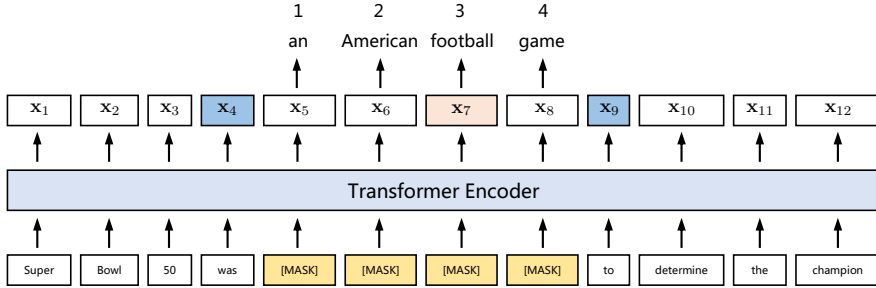 1 2 3 4
an American football game
x1 x2 x3 x4 x5 x6 x7 x8 x9 x10 x11 x12
Transformer Encoder
Super Bowl 50 was [MASK] [MASK] [MASK] [MASK] to determine the champion